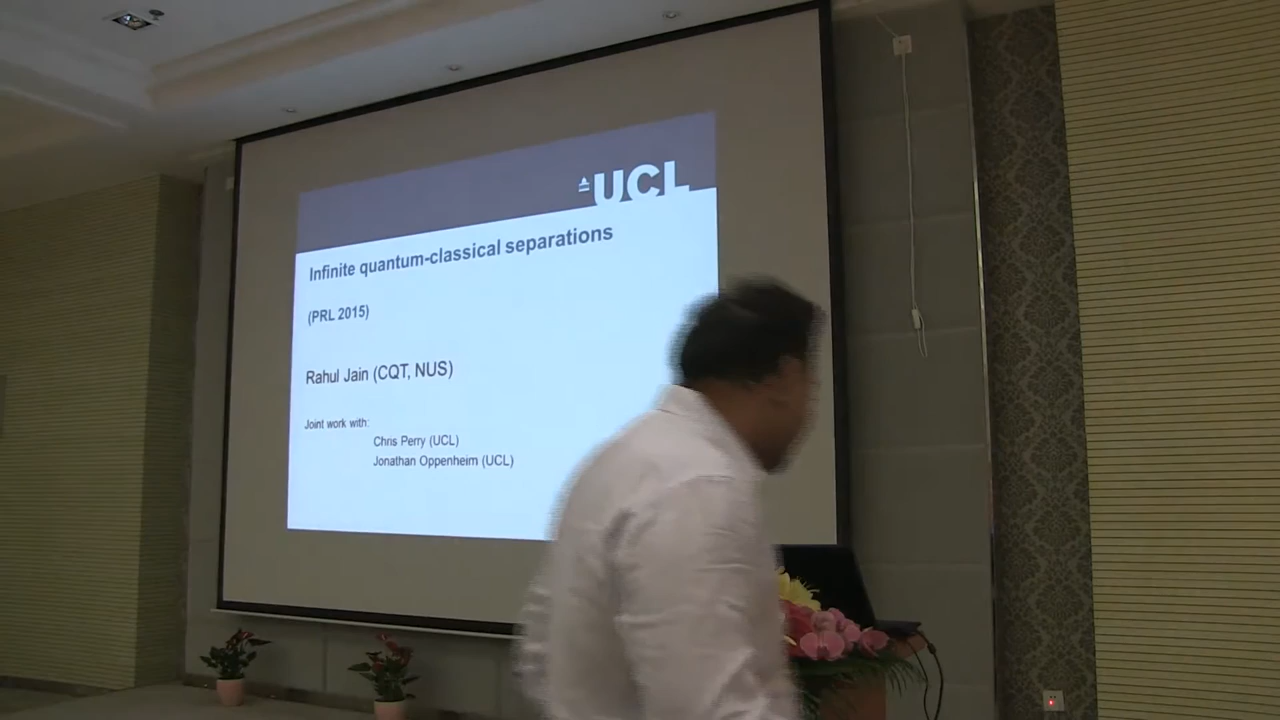 UCL
Infinite quantum-classical separations
(PRL 2015)
Rahul Jain (CQT, NUS)
Joint work with:
Chris Perry (UCL)
Jonathan Oppenheim (UCL)